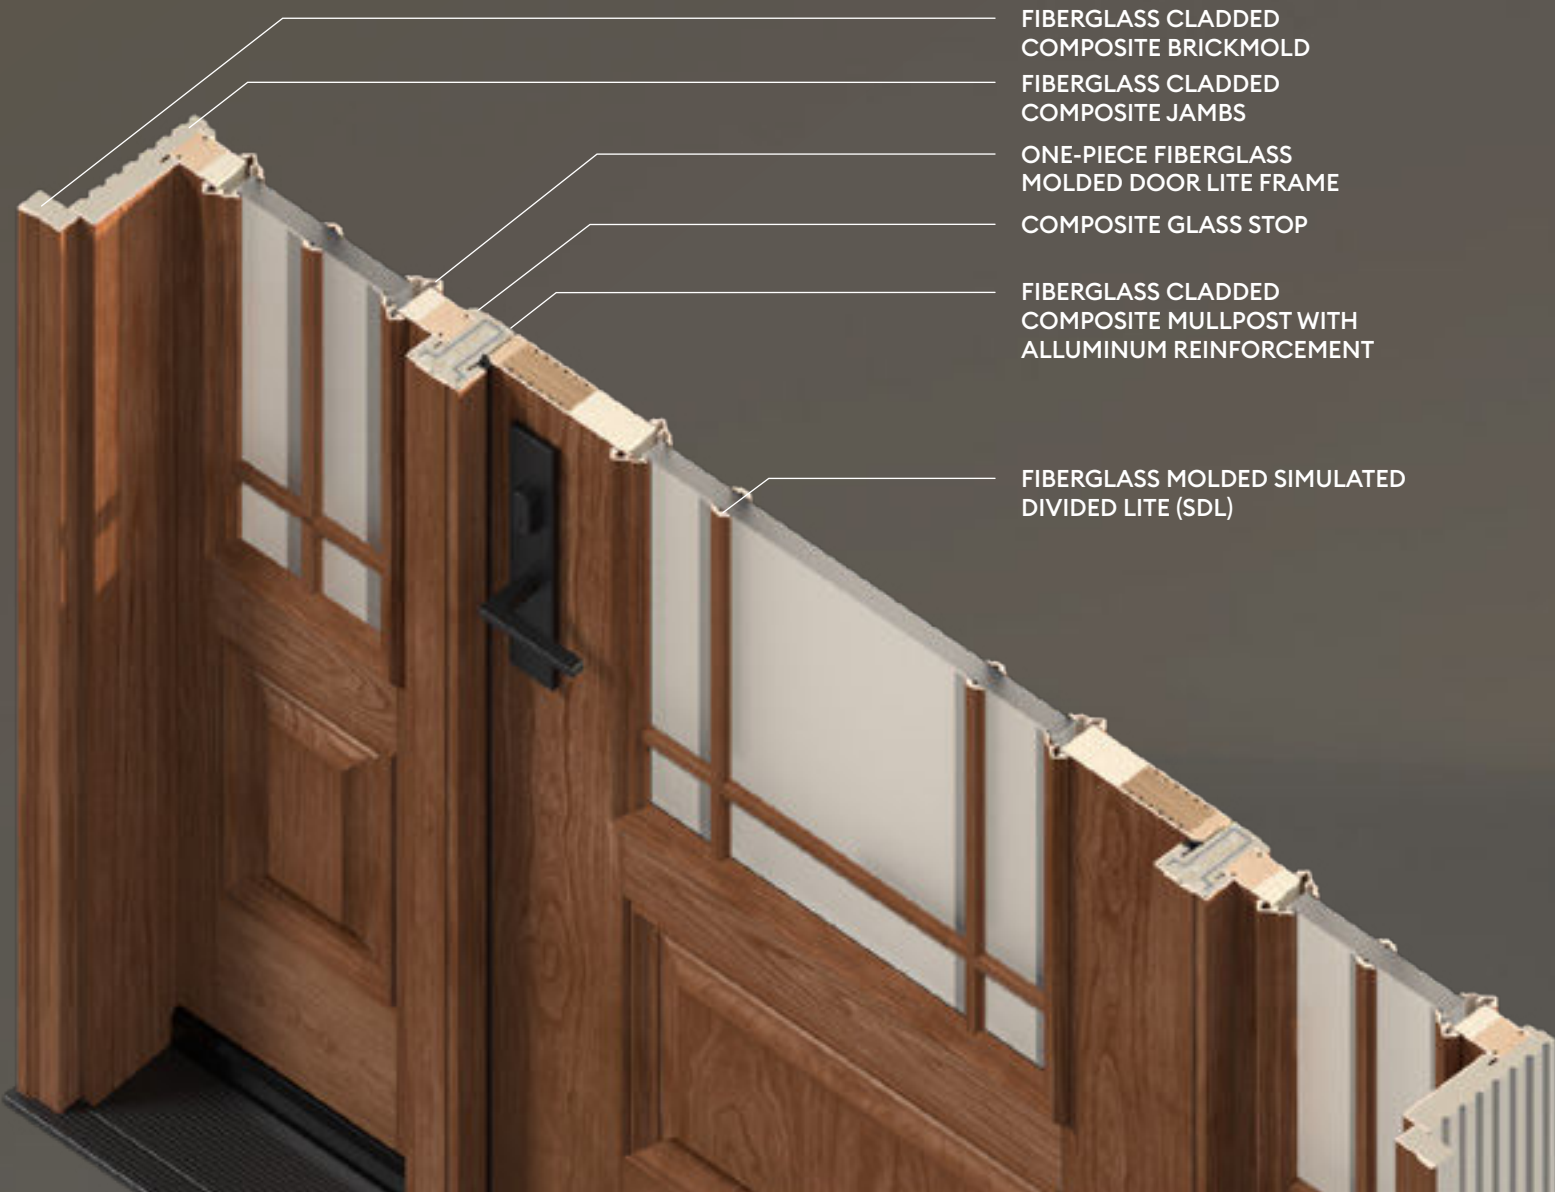 FIBERGLASS CLADDED
COMPOSITE BRICKMOLD
FIBERGLASS CLADDED
COMPOSITE JAMBS
ONE-PIECE FIBERGLASS
MOLDED DOOR LITE FRAME
COMPOSITE GLASS STOP
FIBERGLASS CLADDED
COMPOSITE MULLPOST WITH
ALLUMINUM REINFORCEMENT
FIBERGLASS MOLDED SIMULATED
DIVIDED LITE (SDL)